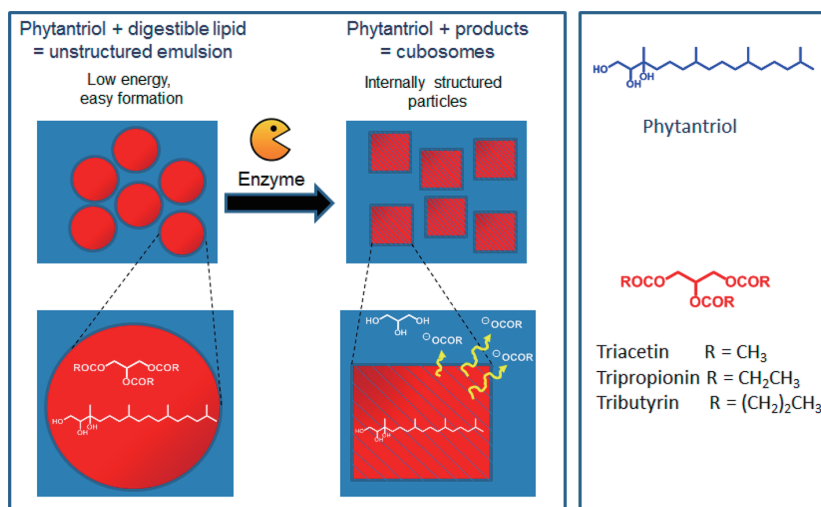 Phytantriol + digestible lipid
= unstructured emulsion
Low energy,
easy formation
Enzyme
Phytantriol + products
= cubosomes
Internally structured
particles
ROCO
OCOR
OCOR
HO
OH
OH
HO
OH
OH
⊖OCOR
⊖OCOR
⊖OCOR
HO
OH
OH
HO
OH
OH
Phytantriol
ROCO
OCOR
OCOR
Triacetin R = CH₃
Tripropionin R = CH₂CH₃
Tributyrin R = (CH₂)₂CH₃